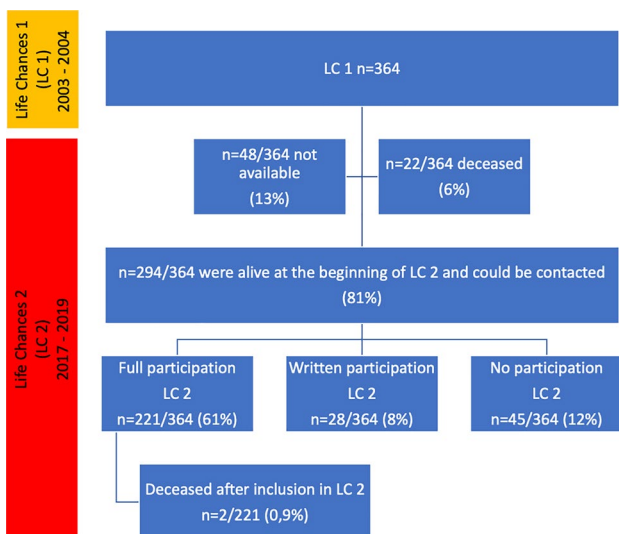 Life Chances 1
(LC 1)
2003 - 2004
LC 1 n=364
n=48/364 not
available
(13%)
n=22/364 deceased
(6%)
Life Chances 2
(LC 2)
2017 - 2019
n=294/364 were alive at the beginning of LC 2 and could be contacted
(81%)
Full participation
LC 2
n=221/364 (61%)
Written participation
LC 2
n=28/364 (8%)
No participation
LC 2
n=45/364 (12%)
Deceased after inclusion in LC 2
n=2/221 (0,9%)